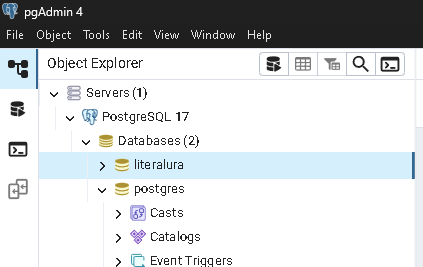 pgAdmin 4
File Object Tools Edit View Window Help
Object Explorer
Servers (1)
PostgreSQL 17
Databases (2)
literalura
postgres
Casts
Catalogs
Event Triggers